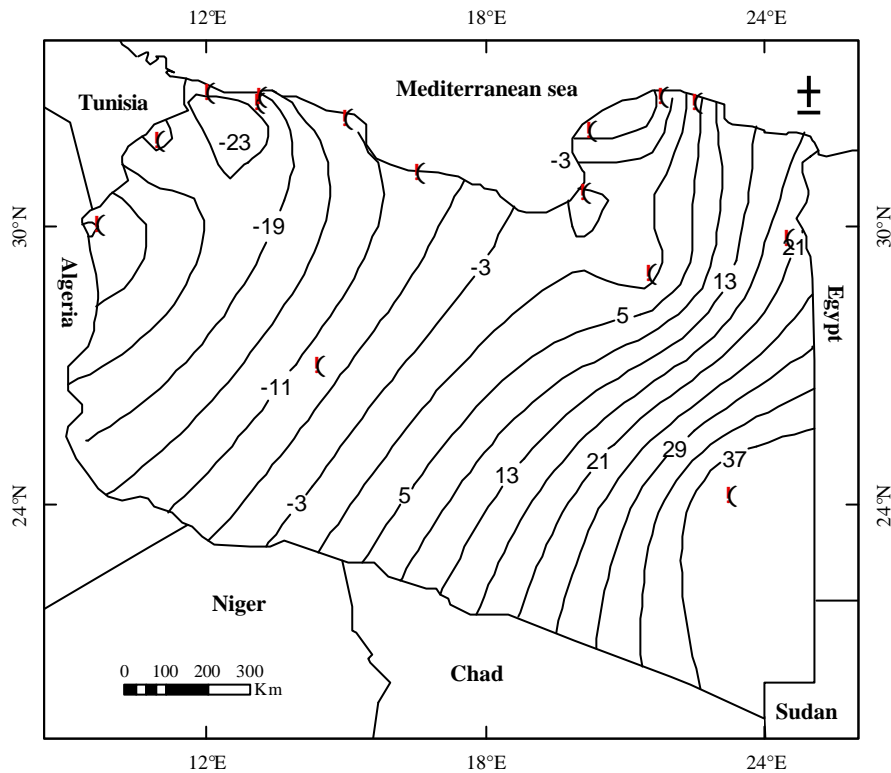 12°E 18°E 24°E
Mediterranean sea
Tunisia
-23
-3
30°N 30°N
-19
21
-3
13
Algeria
Egypt
5
-11
29
37
21
13
5
-3
24°N 24°N
Niger
Chad
0 100 200 300
Km
Sudan
12°E 18°E 24°E